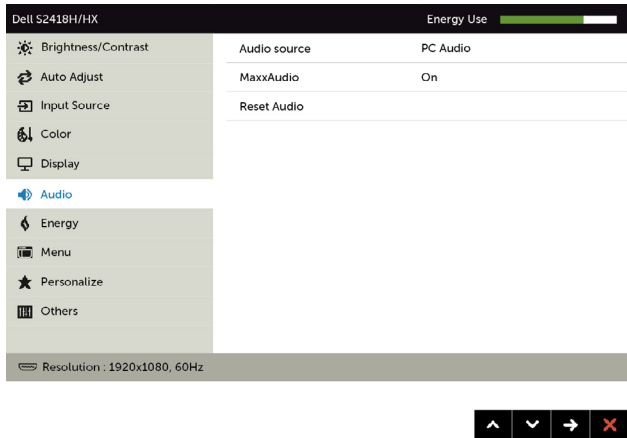 Dell S2418H/HX Energy Use
Brightness/Contrast
Auto Adjust
Input Source
Color
Display
Audio
Energy
Menu
Personalize
Others
Audio source PC Audio
MaxxAudio On
Reset Audio
Resolution : 1920x1080, 60Hz